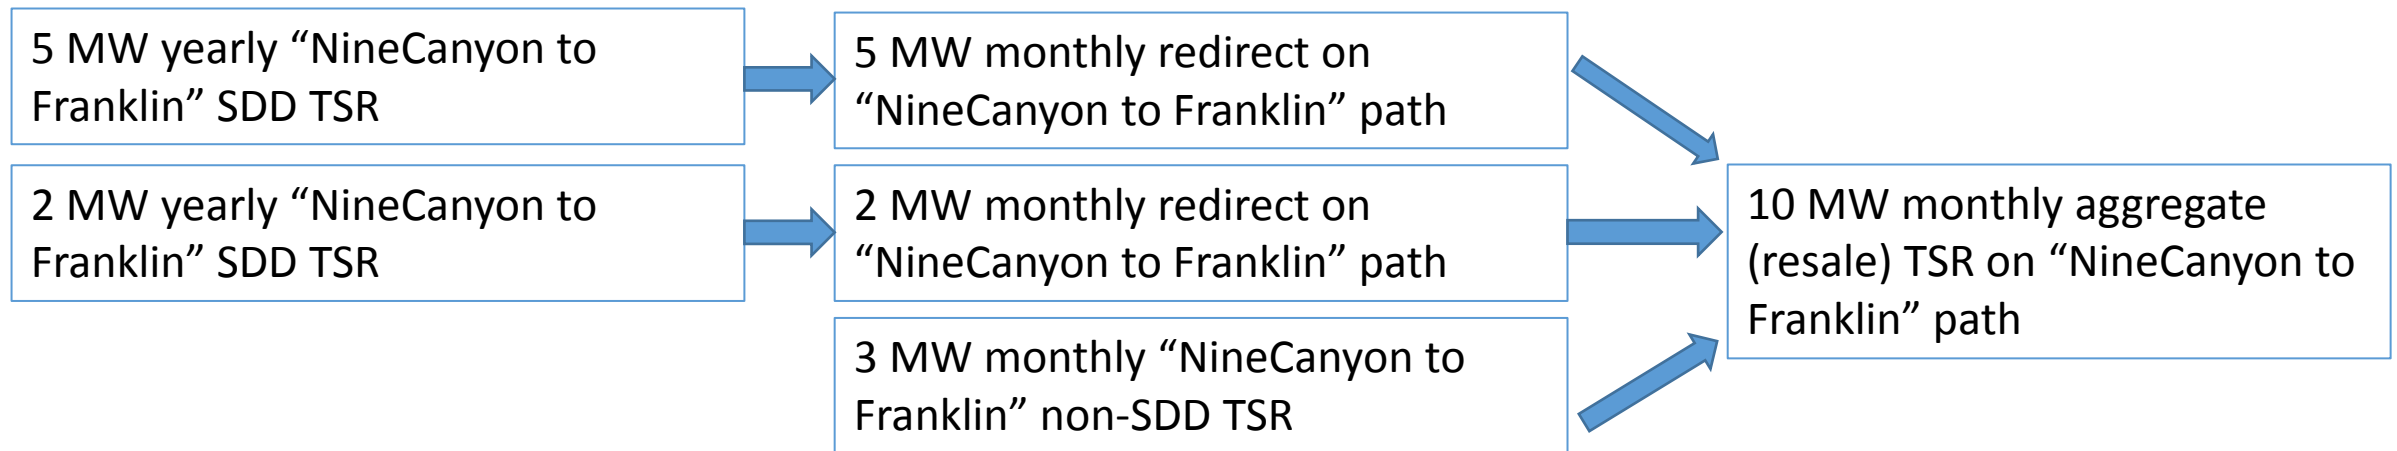 5 MW yearly “NineCanyon to
Franklin” SDD TSR
5 MW monthly redirect on
“NineCanyon to Franklin” path
2 MW yearly “NineCanyon to
Franklin” SDD TSR
2 MW monthly redirect on
“NineCanyon to Franklin” path
3 MW monthly “NineCanyon to
Franklin” non-SDD TSR
10 MW monthly aggregate
(resale) TSR on “NineCanyon to
Franklin” path